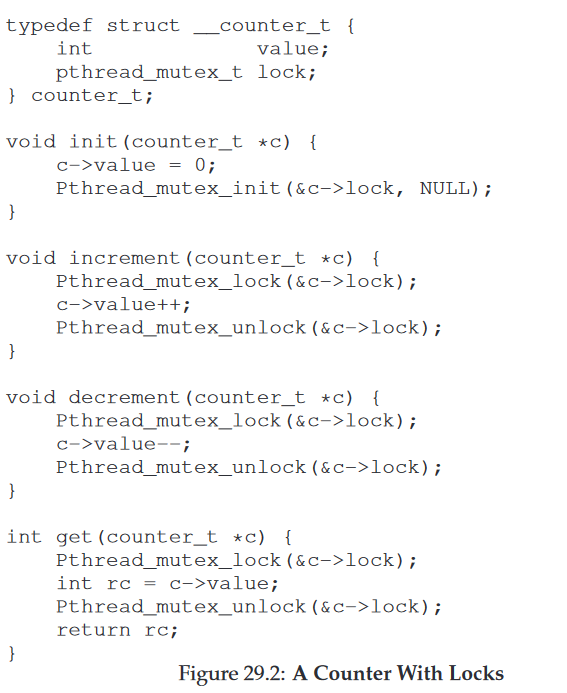 typedef struct __counter_t {
    int             value;
    pthread_mutex_t lock;
} counter_t;

void init(counter_t *c) {
    c->value = 0;
    Pthread_mutex_init(&c->lock, NULL);
}

void increment(counter_t *c) {
    Pthread_mutex_lock(&c->lock);
    c->value++;
    Pthread_mutex_unlock(&c->lock);
}

void decrement(counter_t *c) {
    Pthread_mutex_lock(&c->lock);
    c->value--;
    Pthread_mutex_unlock(&c->lock);
}

int get(counter_t *c) {
    Pthread_mutex_lock(&c->lock);
    int rc = c->value;
    Pthread_mutex_unlock(&c->lock);
    return rc;
}
Figure 29.2: A Counter With Locks